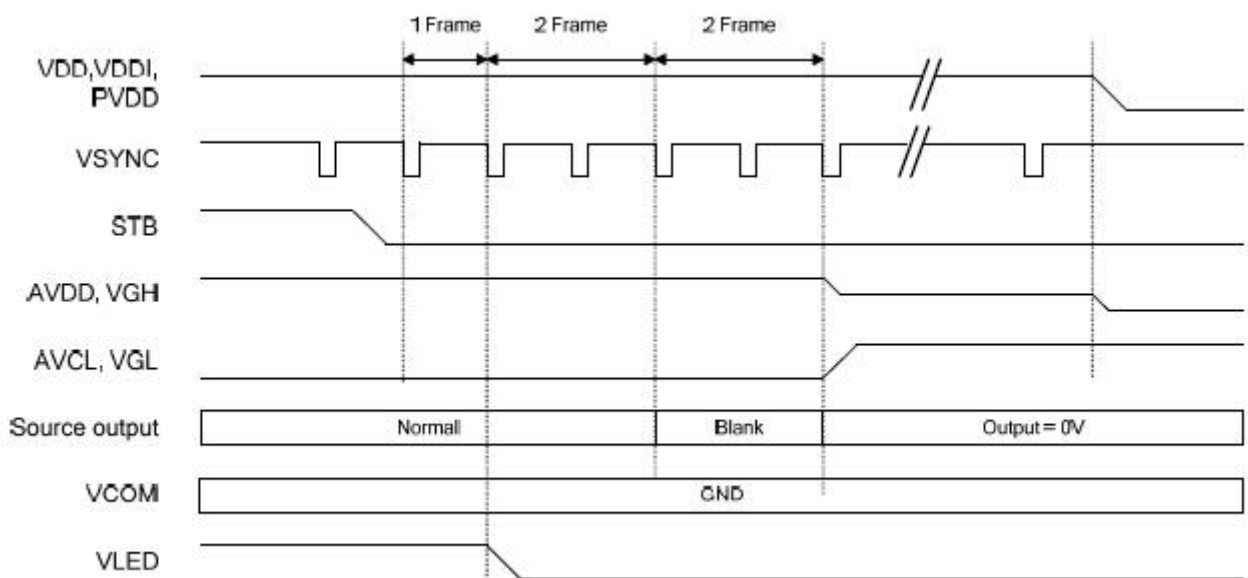 1 Frame 2 Frame 2 Frame
VDD,VDDI,
PVDD
VSYNC
STB
AVDD, VGH
AVCL, VGL
Source output Normal Blank Output = 0V
VCOM GND
VLED